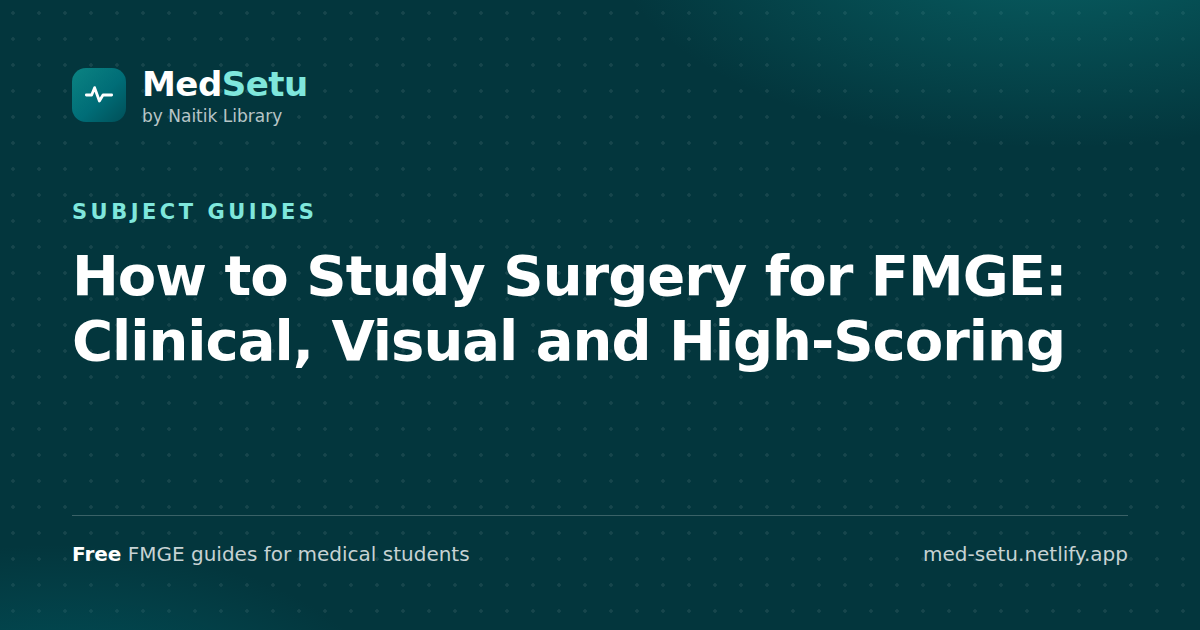 MedSetu
by Naitik Library
SUBJECT GUIDES
How to Study Surgery for FMGE:
Clinical, Visual and High-Scoring
Free FMGE guides for medical students
med-setu.netlify.app